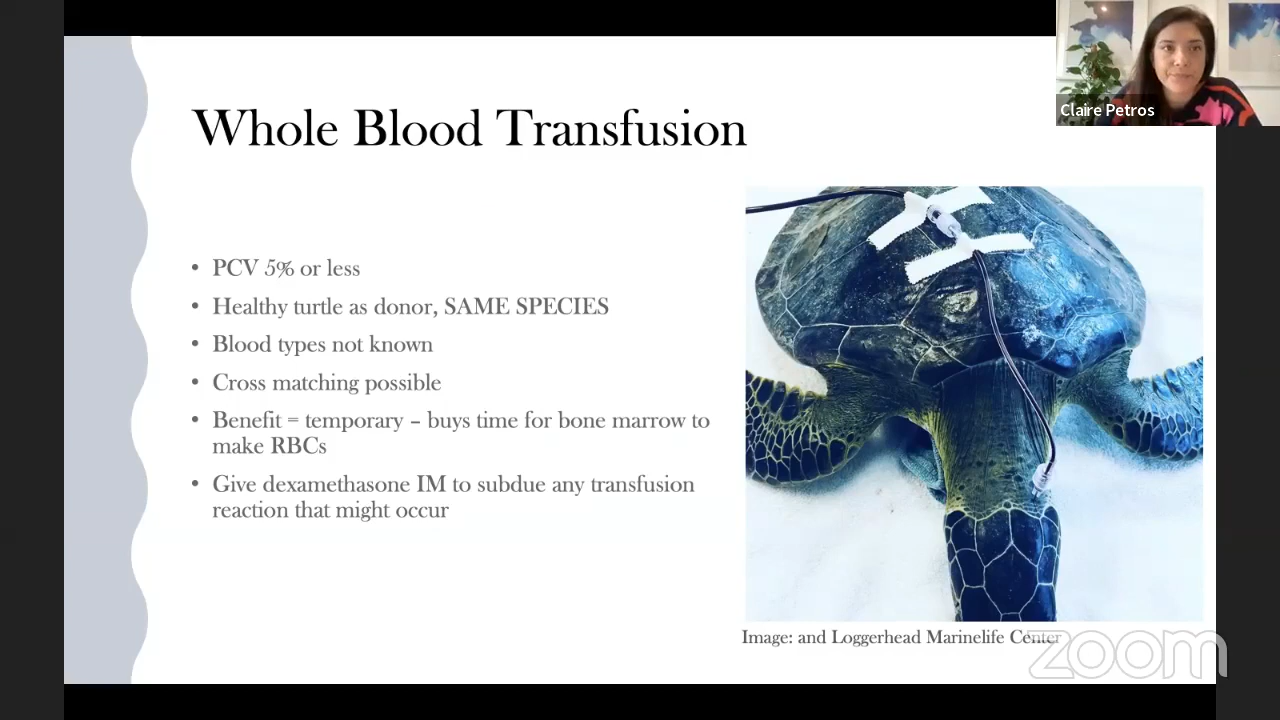 Claire Petros
Whole Blood Transfusion
• PCV 5% or less
• Healthy turtle as donor, SAME SPECIES
• Blood types not known
• Cross matching possible
• Benefit = temporary – buys time for bone marrow to
make RBCs
• Give dexamethasone IM to subdue any transfusion
reaction that might occur
Image: and Loggerhead Marinelife Center
zoom